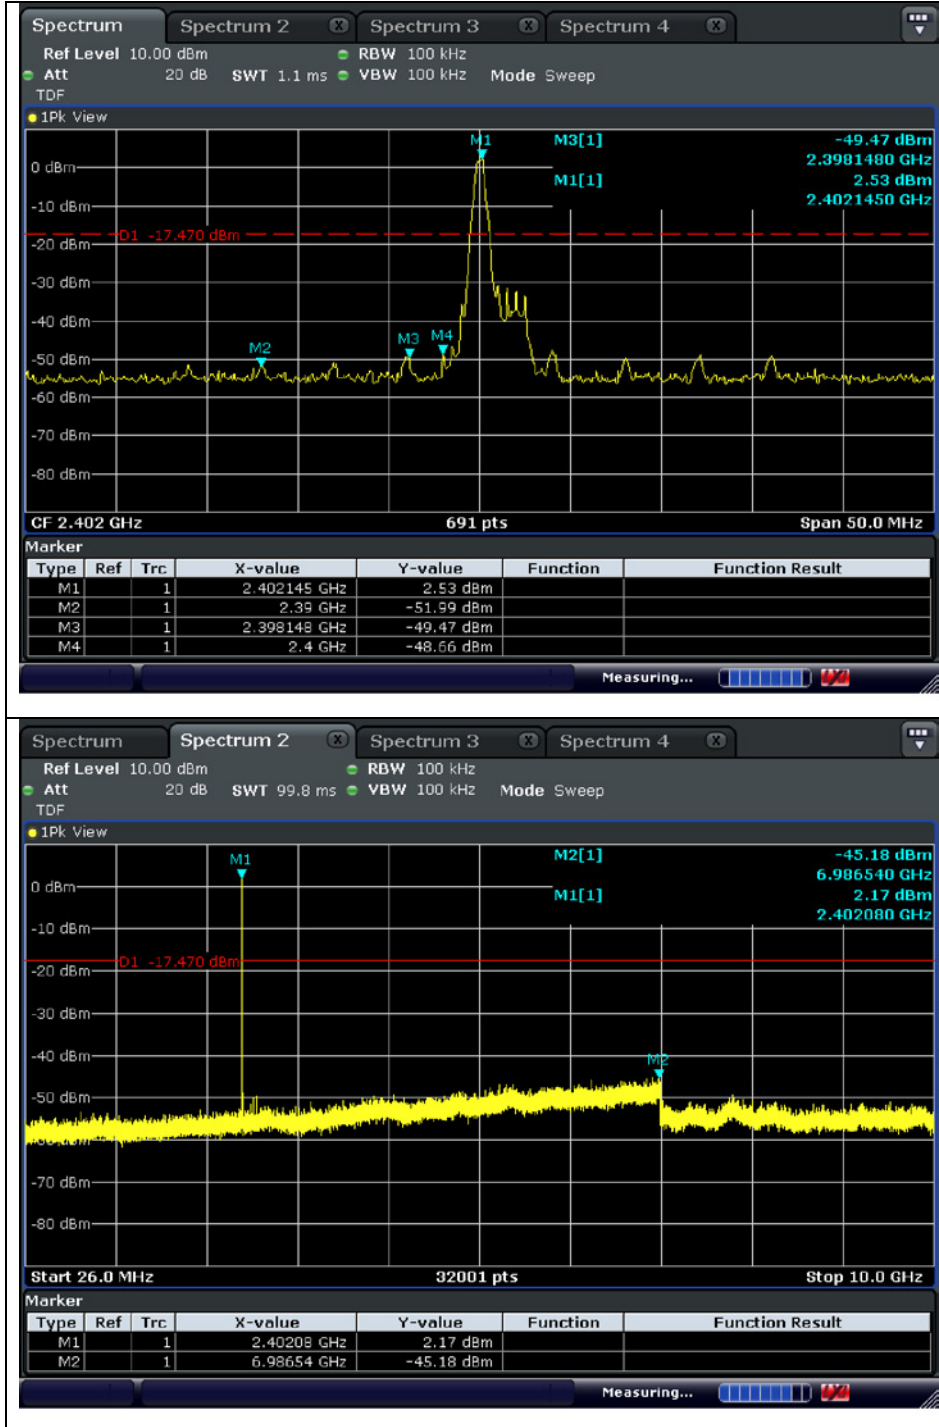 Spectrum Spectrum 2 X Spectrum 3 X Spectrum 4 X
Ref Level 10.00 dBm RBW 100 kHz
Att 20 dB SWT 1.1 ms VBW 100 kHz Mode Sweep
TDF
1Pk View
M1 M3[1] -49.47 dBm
2.3981480 GHz
0 dBm
M1[1] 2.53 dBm
2.4021450 GHz
-10 dBm
D1 -17.470 dBm
-20 dBm
-30 dBm
-40 dBm
M2 M3 M4
-50 dBm
-60 dBm
-70 dBm
-80 dBm
CF 2.402 GHz 691 pts Span 50.0 MHz
Marker
Type Ref Trc X-value Y-value Function Function Result
M1 1 2.402145 GHz 2.53 dBm
M2 1 2.39 GHz -51.99 dBm
M3 1 2.398148 GHz -49.47 dBm
M4 1 2.4 GHz -48.66 dBm
Measuring...
Spectrum Spectrum 2 X Spectrum 3 X Spectrum 4 X
Ref Level 10.00 dBm RBW 100 kHz
Att 20 dB SWT 99.8 ms VBW 100 kHz Mode Sweep
TDF
1Pk View
M1 M2[1] -45.18 dBm
6.986540 GHz
0 dBm
M1[1] 2.17 dBm
2.402080 GHz
-10 dBm
D1 -17.470 dBm
-20 dBm
-30 dBm
-40 dBm
M2
-50 dBm
-70 dBm
-80 dBm
Start 26.0 MHz 32001 pts Stop 10.0 GHz
Marker
Type Ref Trc X-value Y-value Function Function Result
M1 1 2.40208 GHz 2.17 dBm
M2 1 6.98654 GHz -45.18 dBm
Measuring...